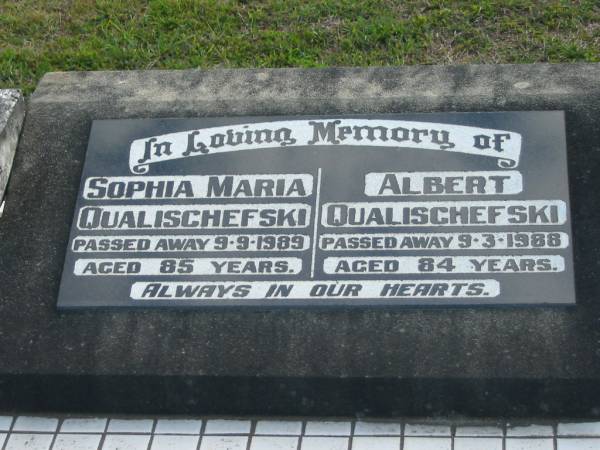 In Loving Memory of
SOPHIA MARIA
QUALISCHEFSKI
PASSED AWAY 9-9-1989
AGED 85 YEARS.
ALBERT
QUALISCHEFSKI
PASSED AWAY 9-3-1988
AGED 84 YEARS.
ALWAYS IN OUR HEARTS.